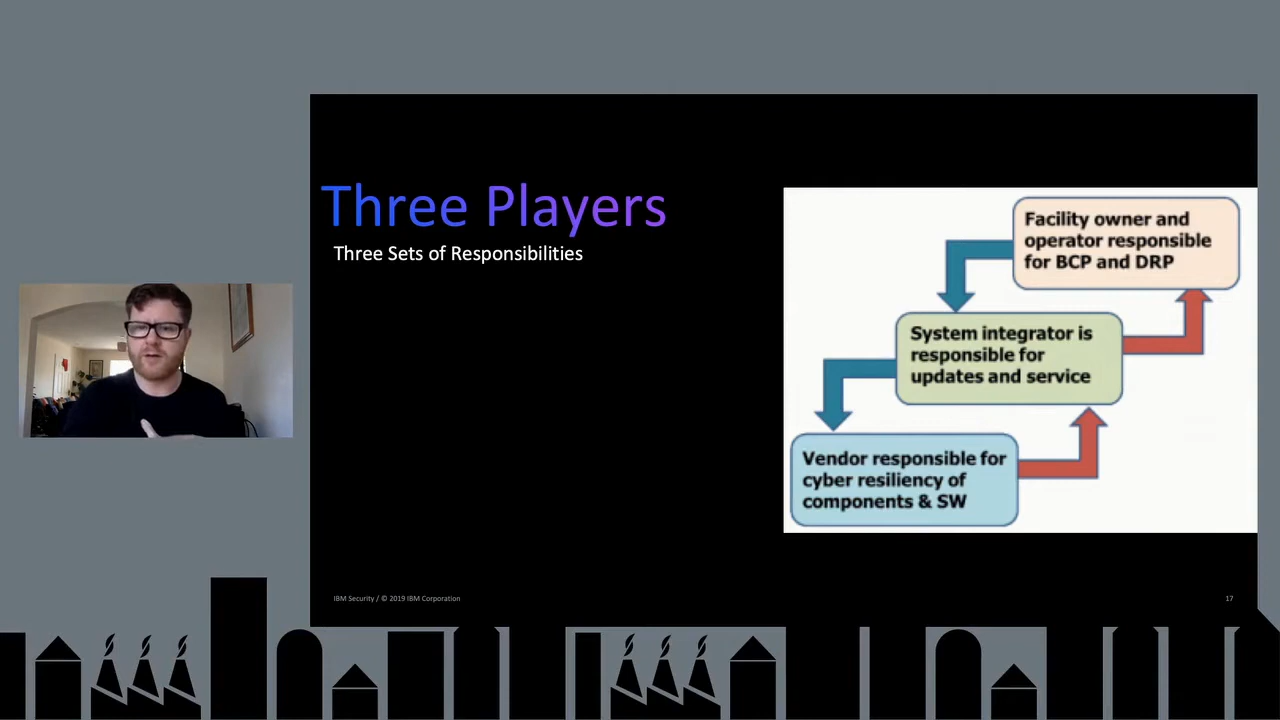 Three Players
Three Sets of Responsibilities
Facility owner and
operator responsible
for BCP and DRP
System integrator is
responsible for
updates and service
Vendor responsible for
cyber resiliency of
components & SW
IBM Security / © 2019 IBM Corporation
17